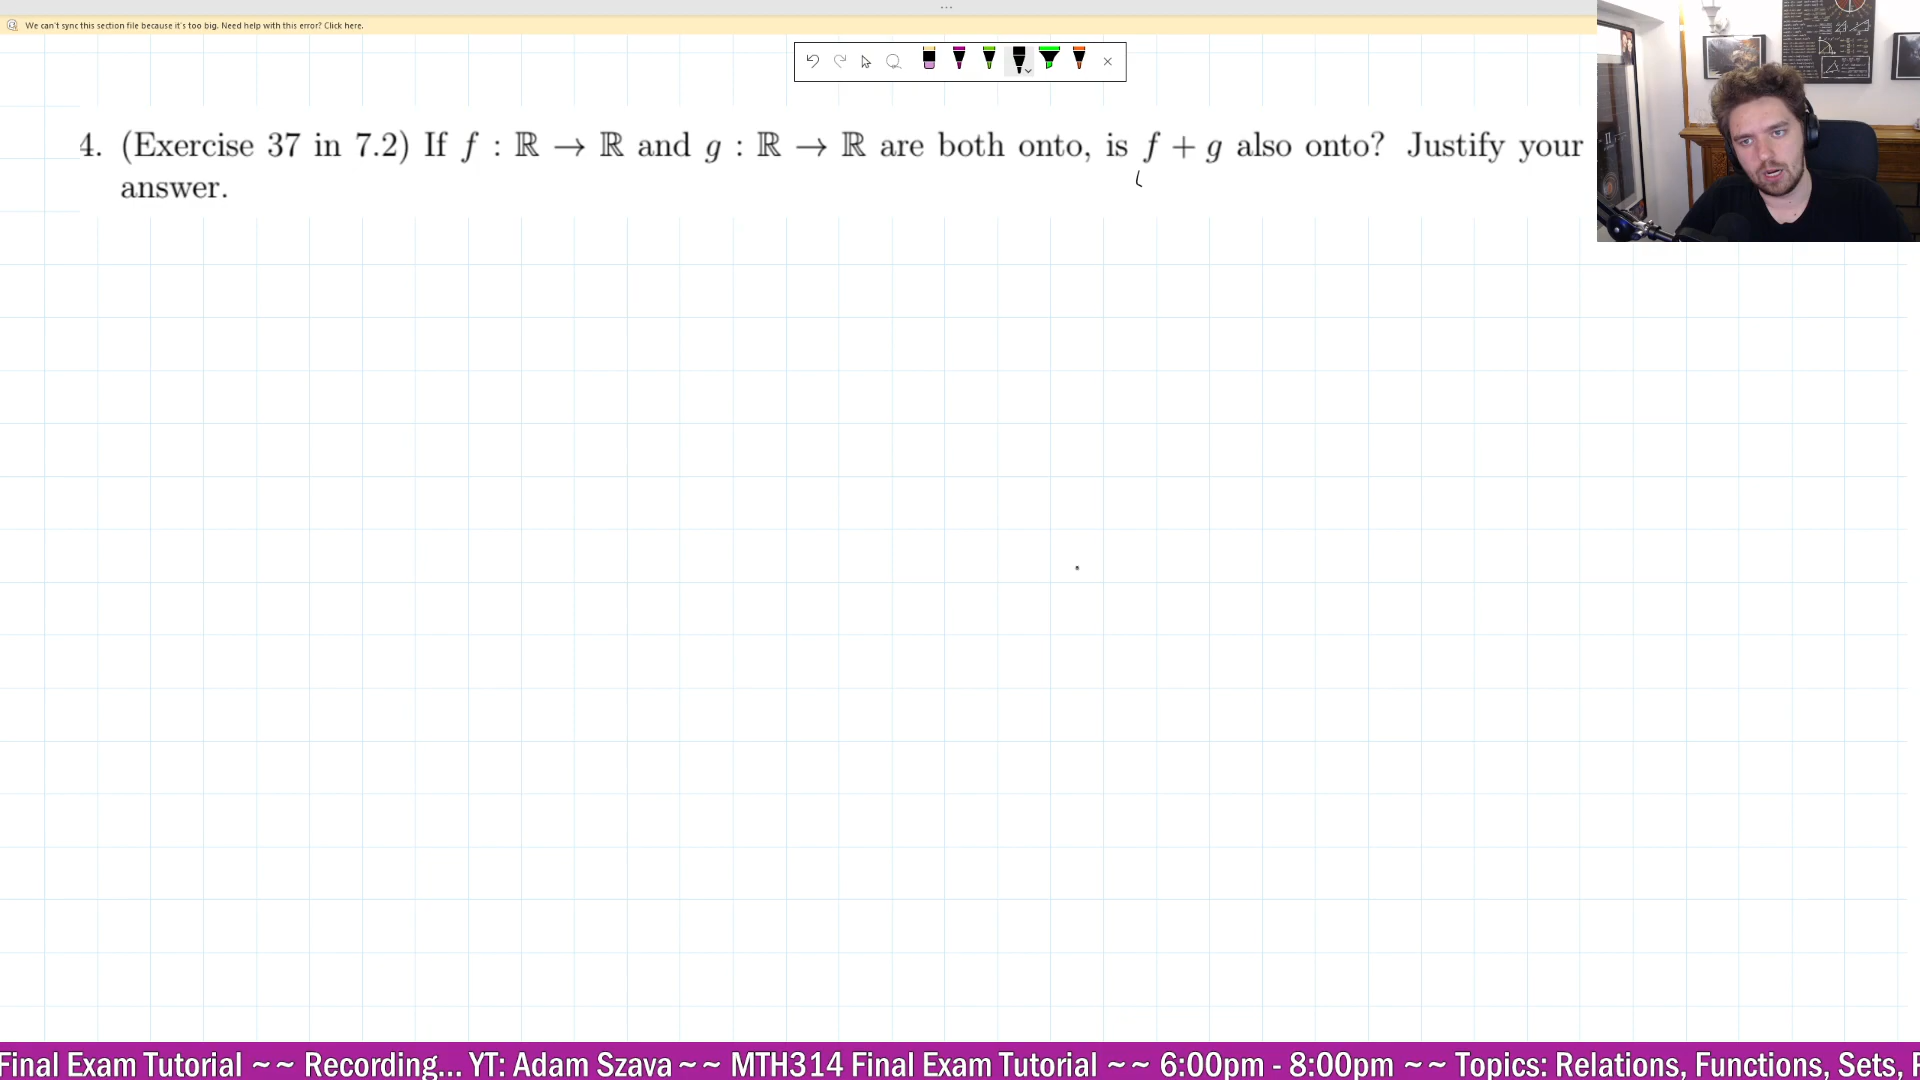 We can't sync this section file because it's too big. Need help with this error? Click here.
4. (Exercise 37 in 7.2) If f : ℝ → ℝ and g : ℝ → ℝ are both onto, is f + g also onto? Justify your
answer.
Final Exam Tutorial ~~ Recording... YT: Adam Szava ~~ MTH314 Final Exam Tutorial ~~ 6:00pm - 8:00pm ~~ Topics: Relations, Functions, Sets,